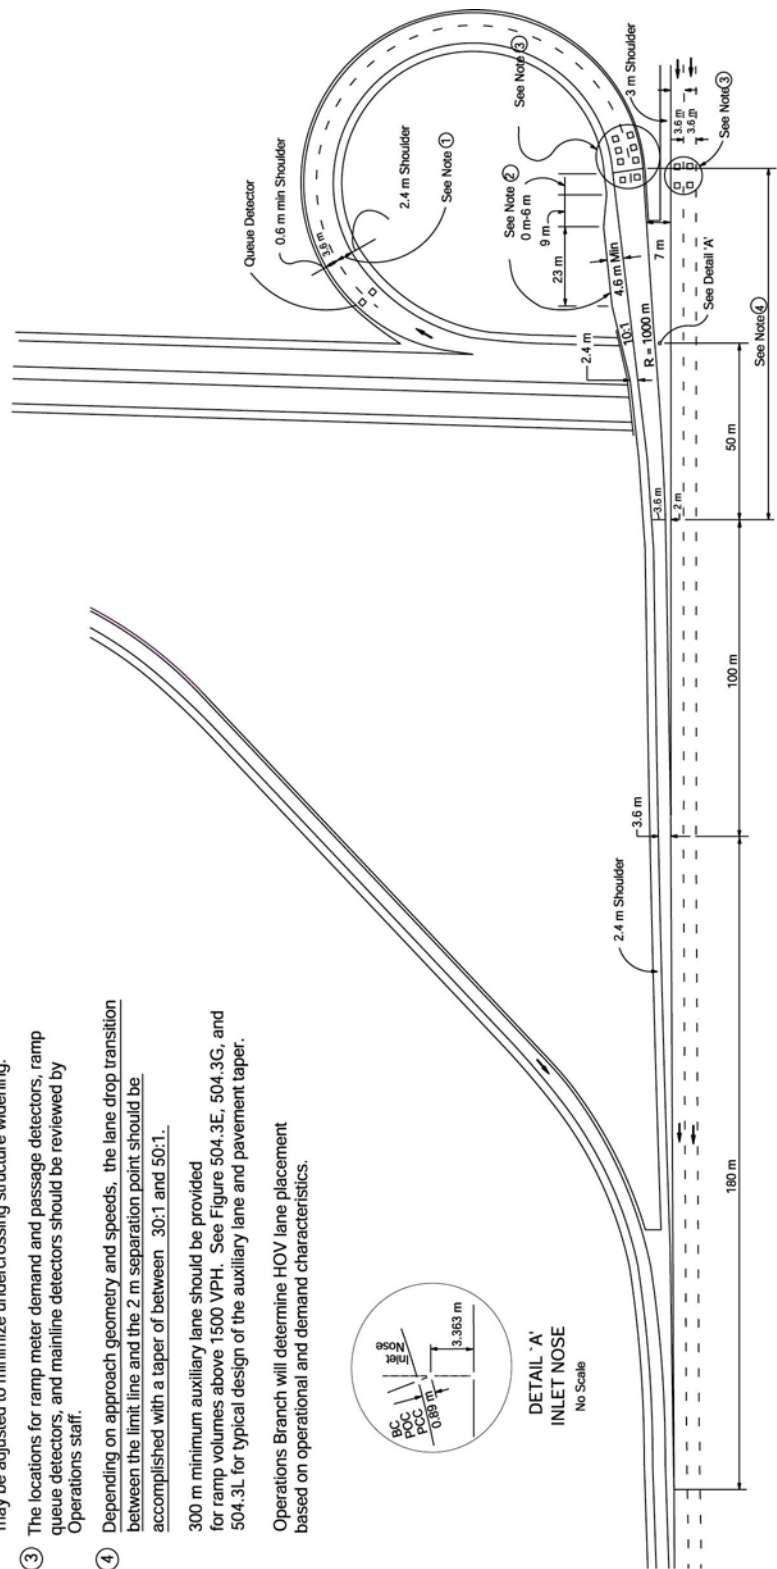 may be adjusted to minimize undercrossing structure widening.
③ The locations for ramp meter demand and passage detectors, ramp
queue detectors, and mainline detectors should be reviewed by
Operations staff.
④ Depending on approach geometry and speeds, the lane drop transition
between the limit line and the 2 m separation point should be
accomplished with a taper of between 30:1 and 50:1.
300 m minimum auxiliary lane should be provided
for ramp volumes above 1500 VPH. See Figure 504.3E, 504.3G, and
504.3L for typical design of the auxiliary lane and pavement taper.
Operations Branch will determine HOV lane placement
based on operational and demand characteristics.
BC
POC
PCC
0.89 m
Inlet
Nose
3.363 m
DETAIL 'A'
INLET NOSE
No Scale
Queue Detector
0.6 m min Shoulder
3.6 m
2.4 m Shoulder
See Note ①
See Note ③
See Note ②
0 m-6 m
9 m
23 m
4.6 m Min
2.4 m
10:1
R = 1000 m
3 m Shoulder
3.6 m
3.6 m
See Note ③
7 m
See Detail 'A'
See Note ④
50 m
3.6 m
2 m
100 m
3.6 m
2.4 m Shoulder
180 m